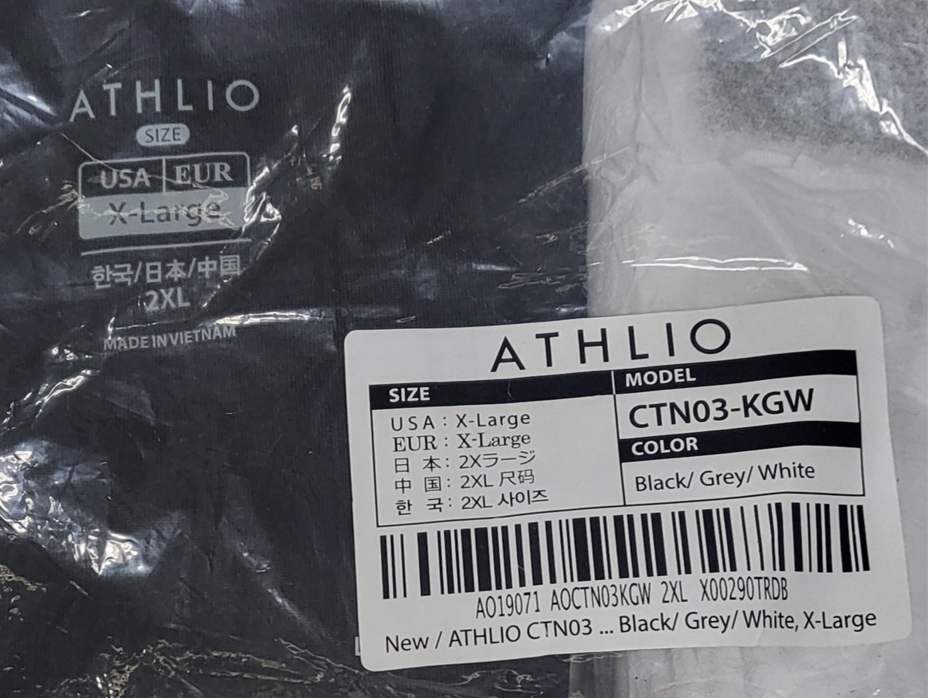 ATHLIO
SIZE
USA EUR
X-Large
한국/日本/中国
2XL
MADE IN VIETNAM
ATHLIO
SIZE
USA : X-Large
EUR : X-Large
日 本 : 2Xラージ
中 国 : 2XL 尺码
한 국 : 2XL 사이즈
MODEL
CTN03-KGW
COLOR
Black/ Grey/ White
AO19071 AOCTN03KGW 2XL X00290TRDB
New / ATHLIO CTN03 ... Black/ Grey/ White, X-Large